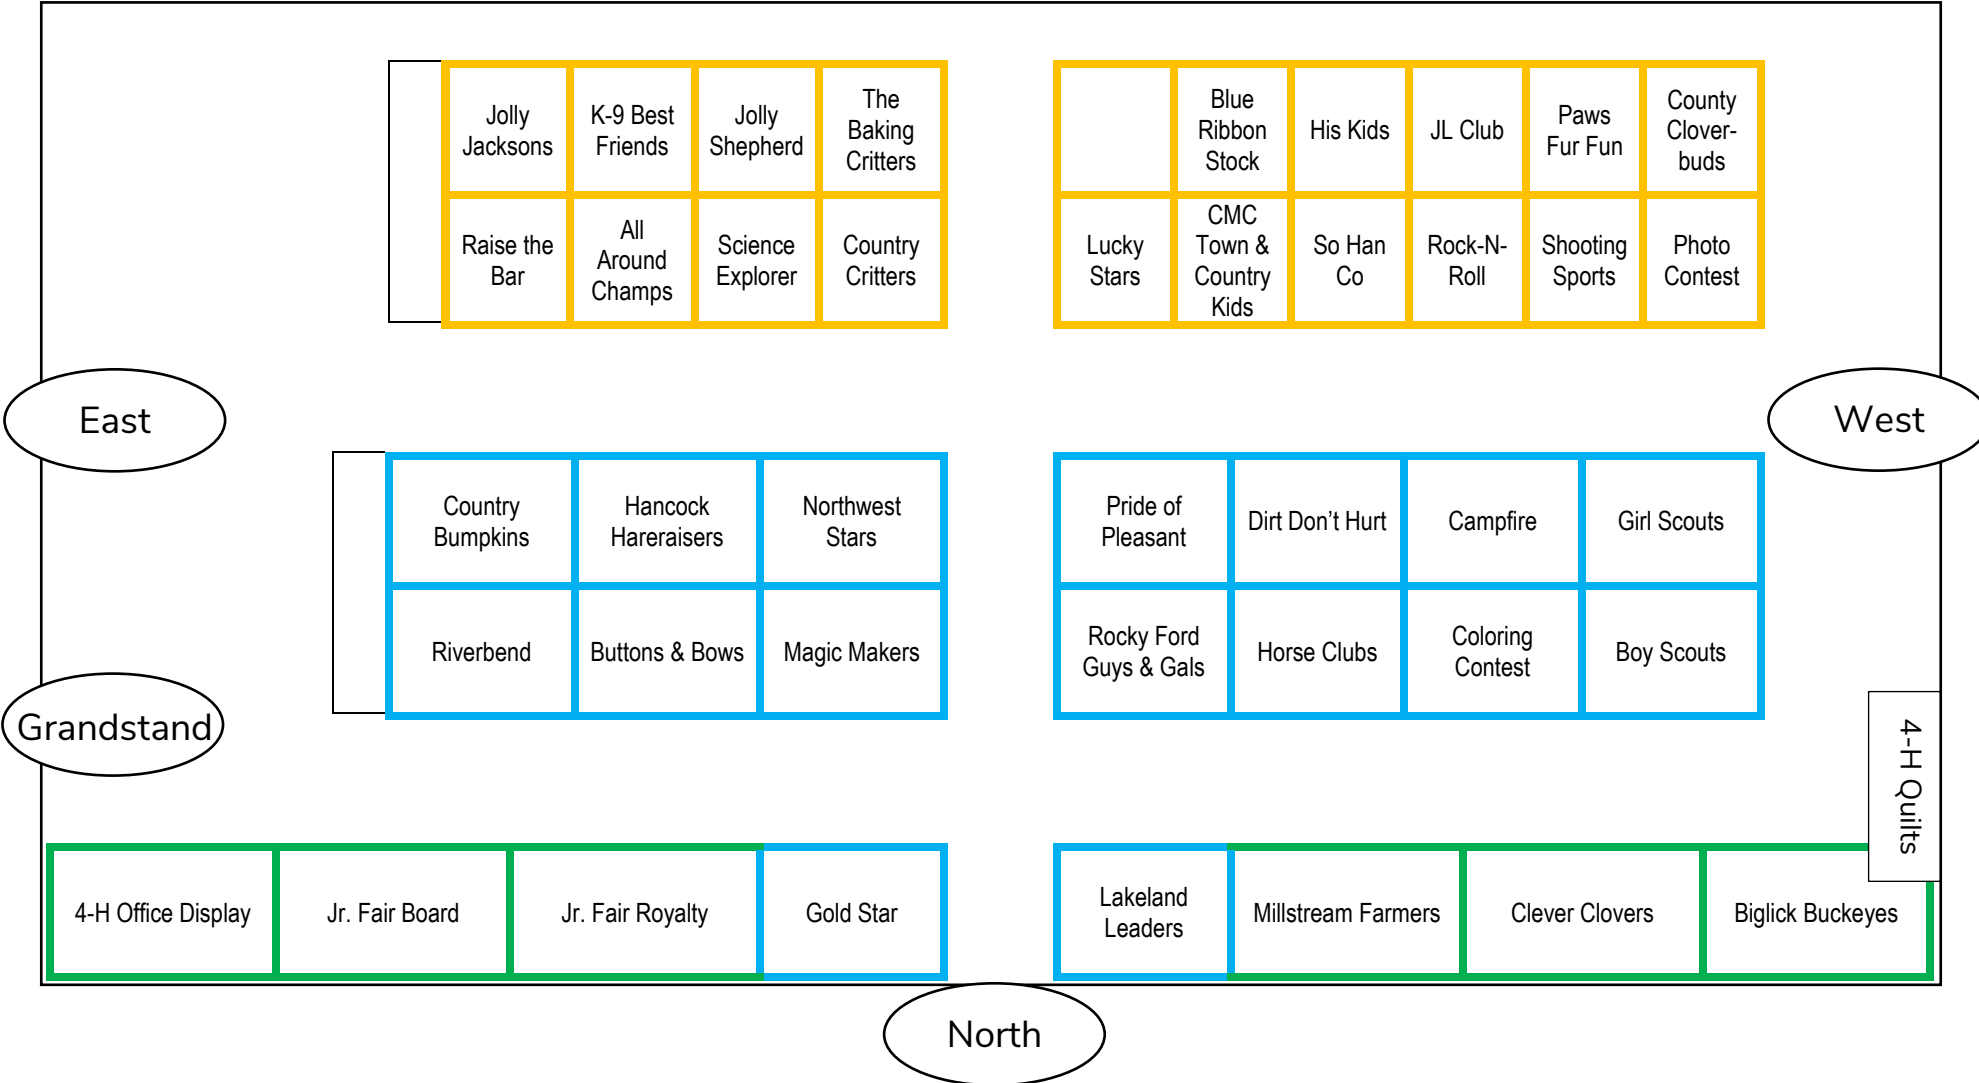 Jolly
Jacksons
K-9 Best
Friends
Jolly
Shepherd
The
Baking
Critters
Blue
Ribbon
Stock
His Kids
JL Club
Paws
Fur Fun
County
Clover-
buds
Raise the
Bar
All
Around
Champs
Science
Explorer
Country
Critters
Lucky
Stars
CMC
Town &
Country
Kids
So Han
Co
Rock-N-
Roll
Shooting
Sports
Photo
Contest
East
West
Country
Bumpkins
Hancock
Hareraisers
Northwest
Stars
Pride of
Pleasant
Dirt Don’t Hurt
Campfire
Girl Scouts
Riverbend
Buttons & Bows
Magic Makers
Rocky Ford
Guys & Gals
Horse Clubs
Coloring
Contest
Boy Scouts
Grandstand
4-H Quilts
4-H Office Display
Jr. Fair Board
Jr. Fair Royalty
Gold Star
Lakeland
Leaders
Millstream Farmers
Clever Clovers
Biglick Buckeyes
North